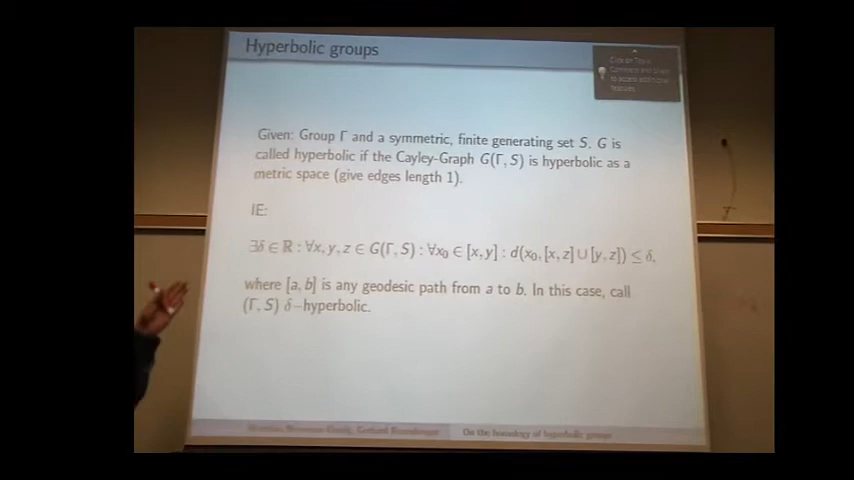 Hyperbolic groups
Given: Group Γ and a symmetric, finite generating set S. G is
called hyperbolic if the Cayley-Graph G(Γ, S) is hyperbolic as a
metric space (give edges length 1).
IE:
∃δ ∈ ℝ : ∀x, y, z ∈ G(Γ, S) : ∀x₀ ∈ [x, y] : d(x₀, [x, z] ∪ [y, z]) ≤ δ,
where [a, b] is any geodesic path from a to b. In this case, call
(Γ, S) δ−hyperbolic.
On the homology of hyperbolic groups